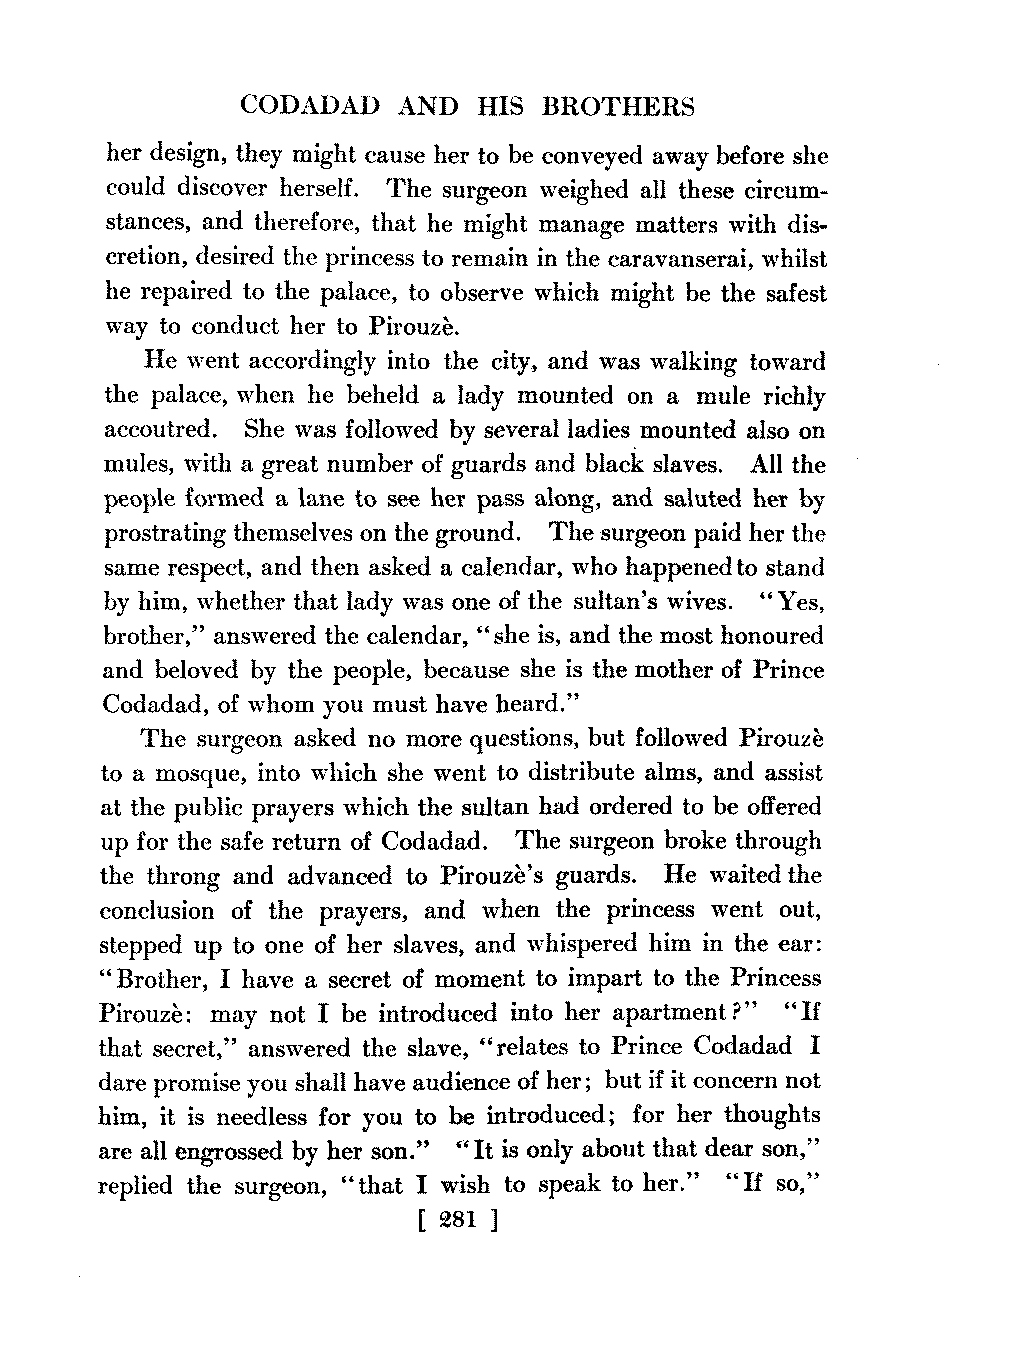 CODADAD AND HIS BROTHERS
her design, they might cause her to be conveyed away before she
could discover herself. The surgeon weighed all these circum-
stances, and therefore, that he might manage matters with dis-
cretion, desired the princess to remain in the caravanserai, whilst
he repaired to the palace, to observe which might be the safest
way to conduct her to Pirouzè.
He went accordingly into the city, and was walking toward
the palace, when he beheld a lady mounted on a mule richly
accoutred. She was followed by several ladies mounted also on
mules, with a great number of guards and black slaves. All the
people formed a lane to see her pass along, and saluted her by
prostrating themselves on the ground. The surgeon paid her the
same respect, and then asked a calendar, who happened to stand
by him, whether that lady was one of the sultan's wives. "Yes,
brother," answered the calendar, "she is, and the most honoured
and beloved by the people, because she is the mother of Prince
Codadad, of whom you must have heard."
The surgeon asked no more questions, but followed Pirouzè
to a mosque, into which she went to distribute alms, and assist
at the public prayers which the sultan had ordered to be offered
up for the safe return of Codadad. The surgeon broke through
the throng and advanced to Pirouzè's guards. He waited the
conclusion of the prayers, and when the princess went out,
stepped up to one of her slaves, and whispered him in the ear:
"Brother, I have a secret of moment to impart to the Princess
Pirouzè: may not I be introduced into her apartment?" "If
that secret," answered the slave, "relates to Prince Codadad I
dare promise you shall have audience of her; but if it concern not
him, it is needless for you to be introduced; for her thoughts
are all engrossed by her son." "It is only about that dear son,"
replied the surgeon, "that I wish to speak to her." "If so,"
[ 281 ]